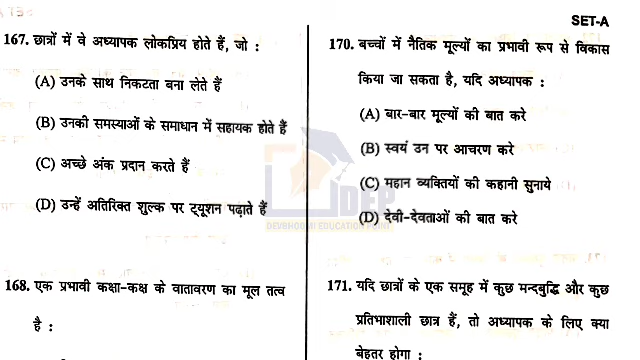 SET-A
167. छात्रों में वे अध्यापक लोकप्रिय होते हैं, जो :
(A) उनके साथ निकटता बना लेते हैं
(B) उनकी समस्याओं के समाधान में सहायक होते हैं
(C) अच्छे अंक प्रदान करते हैं
(D) उन्हें अतिरिक्त शुल्क पर ट्यूशन पढ़ाते हैं
168. एक प्रभावी कक्षा-कक्ष के वातावरण का मूल तत्व
है :
170. बच्चों में नैतिक मूल्यों का प्रभावी रूप से विकास
किया जा सकता है, यदि अध्यापक :
(A) बार-बार मूल्यों की बात करे
(B) स्वयं उन पर आचरण करे
(C) महान व्यक्तियों की कहानी सुनाये
(D) देवी-देवताओं की बात करे
171. यदि छात्रों के एक समूह में कुछ मन्दबुद्धि और कुछ
प्रतिभाशाली छात्र हैं, तो अध्यापक के लिए क्या
बेहतर होगा :
DEP
DEVBHOOMI EDUCATION POINT